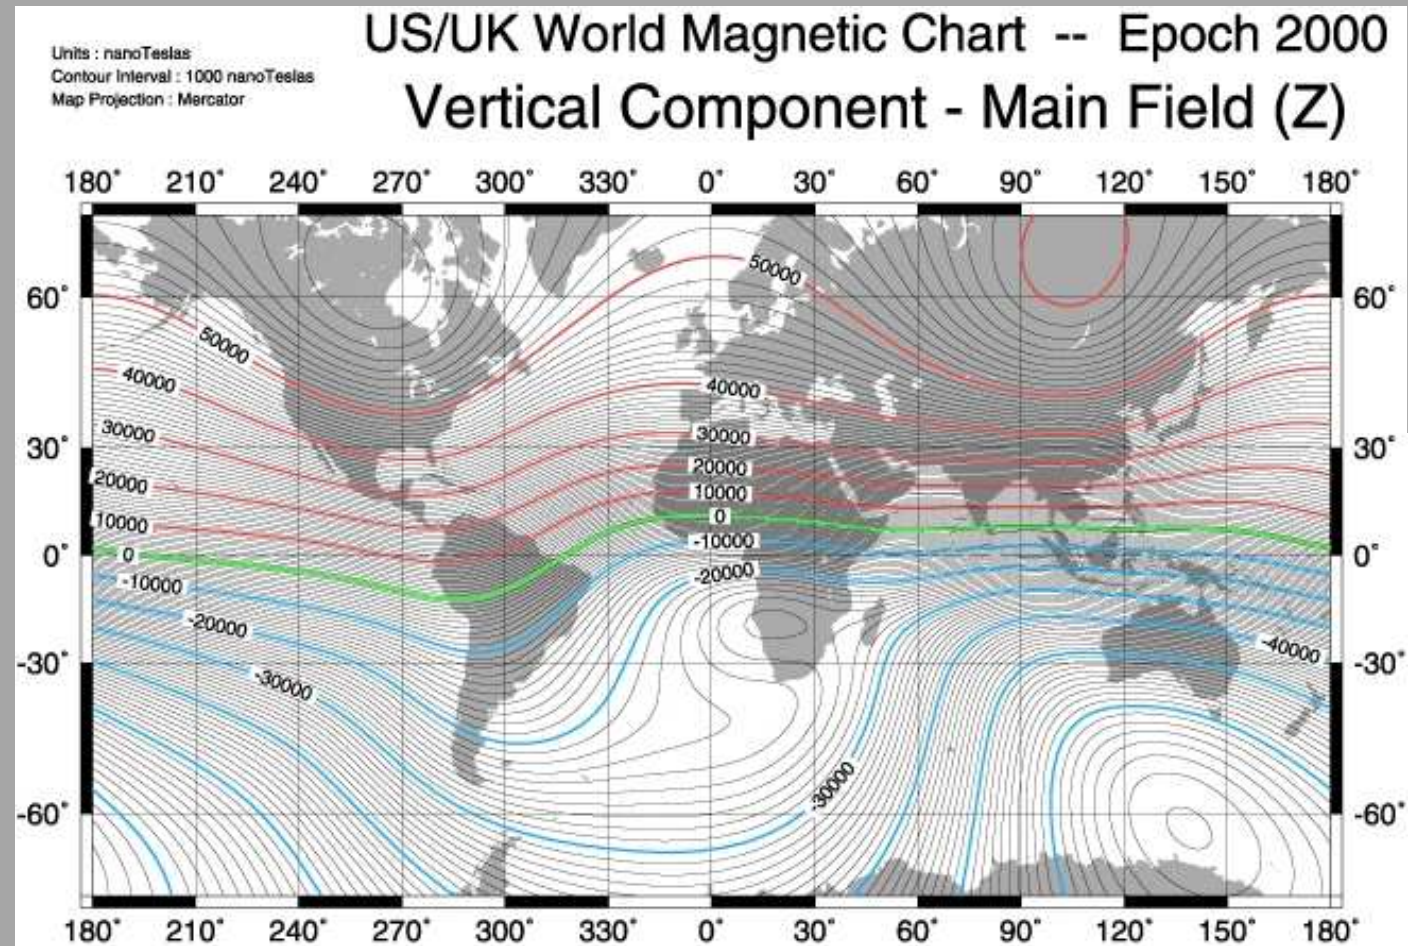 US/UK World Magnetic Chart -- Epoch 2000
Units : nanoTeslas
Contour Interval : 1000 nanoTeslas
Map Projection : Mercator
Vertical Component - Main Field (Z)
180° 210° 240° 270° 300° 330° 0° 30° 60° 90° 120° 150° 180°
50000
60° 60°
50000
40000 40000
30000 30000
30° 30°
20000 20000
10000 10000
0
0° 0 -10000 0°
-10000 -20000
-20000
-40000
-30° -30°
-30000
-30000
-60° -60°
180° 210° 240° 270° 300° 330° 0° 30° 60° 90° 120° 150° 180°